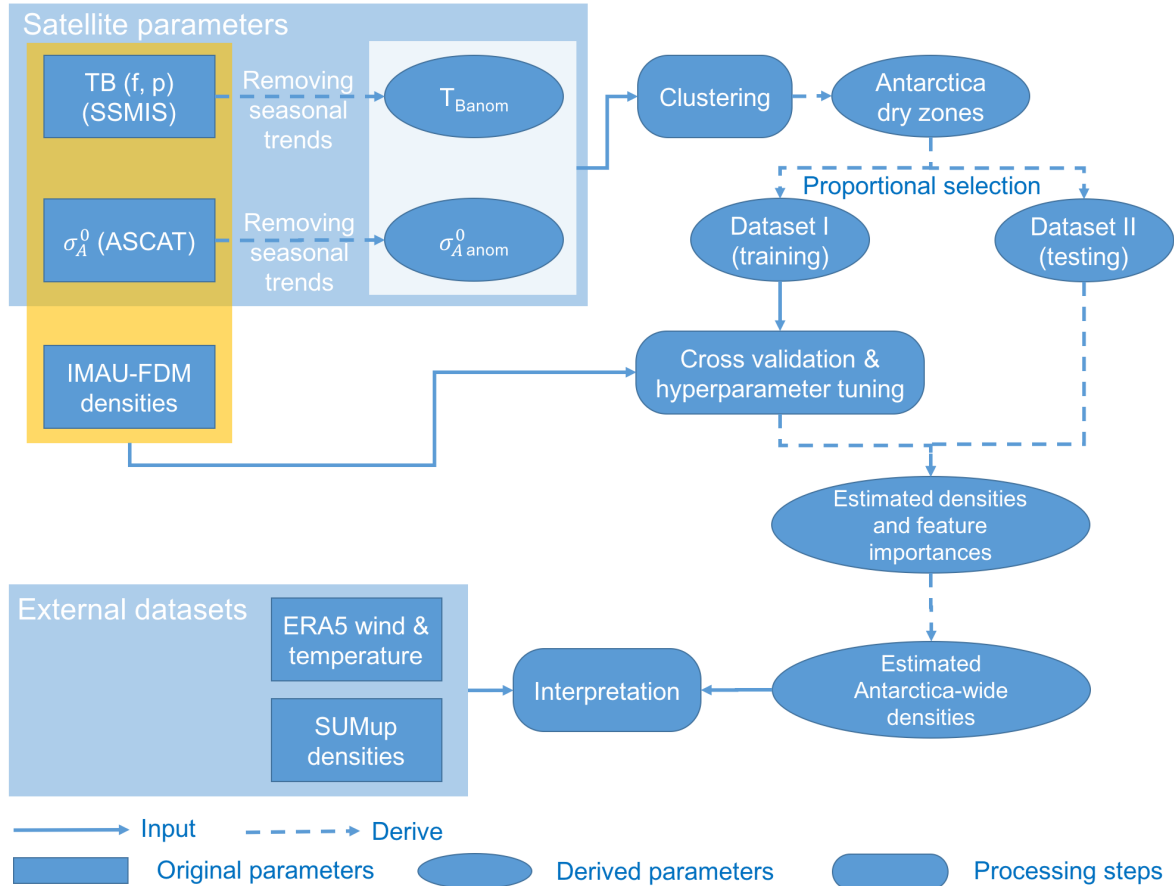 Satellite parameters
TB (f, p)
(SSMIS)
Removing
seasonal
trends
T_Banom
Clustering
Antarctica
dry zones
Proportional selection
σ_A^0 (ASCAT)
Removing
seasonal
trends
σ_A^0 anom
Dataset I
(training)
Dataset II
(testing)
IMAU-FDM
densities
Cross validation &
hyperparameter tuning
Estimated densities
and feature
importances
External datasets
ERA5 wind &
temperature
SUMup
densities
Interpretation
Estimated
Antarctica-wide
densities
Input
Derive
Original parameters
Derived parameters
Processing steps